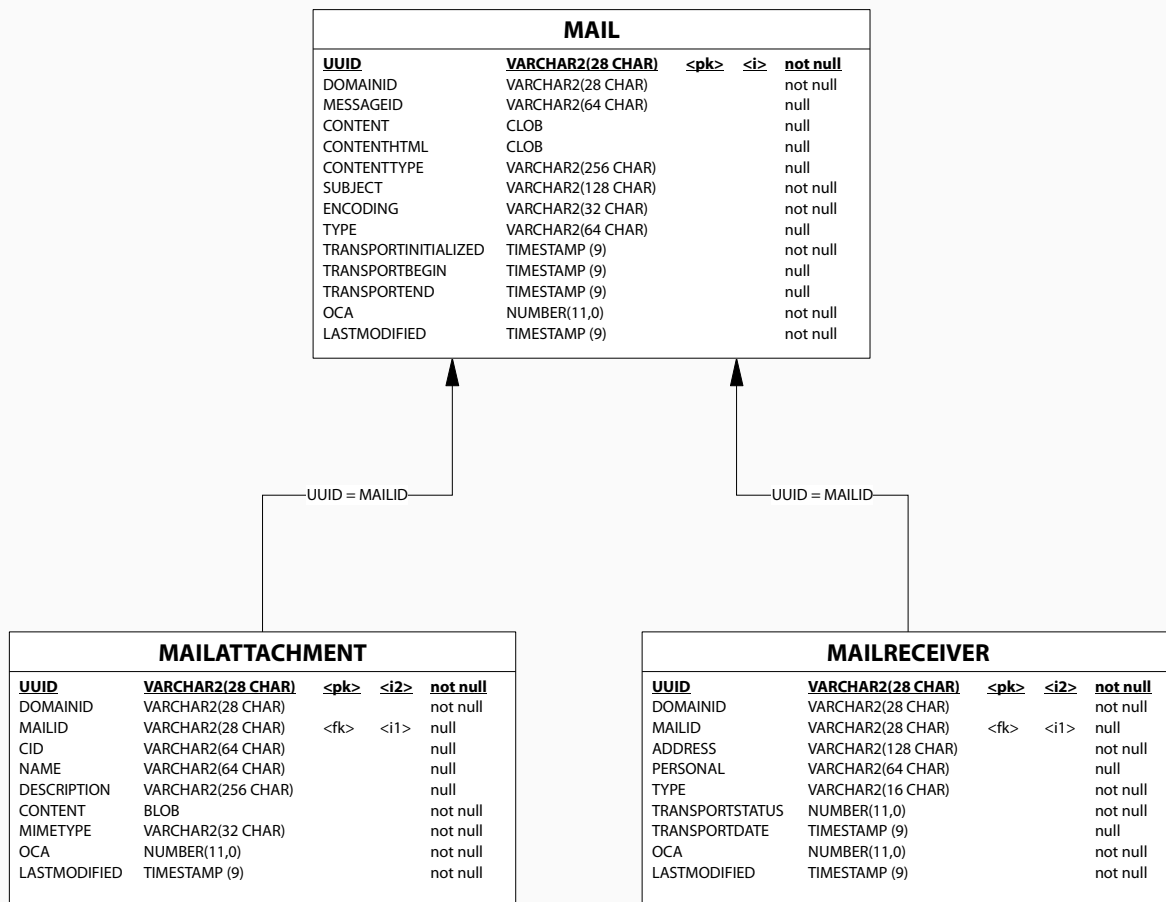 MAIL
UUID VARCHAR2(28 CHAR) <pk> <i> not null
DOMAINID VARCHAR2(28 CHAR) not null
MESSAGEID VARCHAR2(64 CHAR) null
CONTENT CLOB null
CONTENTHTML CLOB null
CONTENTTYPE VARCHAR2(256 CHAR) null
SUBJECT VARCHAR2(128 CHAR) not null
ENCODING VARCHAR2(32 CHAR) not null
TYPE VARCHAR2(64 CHAR) null
TRANSPORTINITIALIZED TIMESTAMP (9) not null
TRANSPORTBEGIN TIMESTAMP (9) null
TRANSPORTEND TIMESTAMP (9) null
OCA NUMBER(11,0) not null
LASTMODIFIED TIMESTAMP (9) not null
UUID = MAILID
UUID = MAILID
MAILATTACHMENT
UUID VARCHAR2(28 CHAR) <pk> <i2> not null
DOMAINID VARCHAR2(28 CHAR) not null
MAILID VARCHAR2(28 CHAR) <fk> <i1> null
CID VARCHAR2(64 CHAR) null
NAME VARCHAR2(64 CHAR) null
DESCRIPTION VARCHAR2(256 CHAR) null
CONTENT BLOB not null
MIMETYPE VARCHAR2(32 CHAR) not null
OCA NUMBER(11,0) not null
LASTMODIFIED TIMESTAMP (9) not null
MAILRECEIVER
UUID VARCHAR2(28 CHAR) <pk> <i2> not null
DOMAINID VARCHAR2(28 CHAR) not null
MAILID VARCHAR2(28 CHAR) <fk> <i1> null
ADDRESS VARCHAR2(128 CHAR) not null
PERSONAL VARCHAR2(64 CHAR) null
TYPE VARCHAR2(16 CHAR) not null
TRANSPORTSTATUS NUMBER(11,0) not null
TRANSPORTDATE TIMESTAMP (9) null
OCA NUMBER(11,0) not null
LASTMODIFIED TIMESTAMP (9) not null